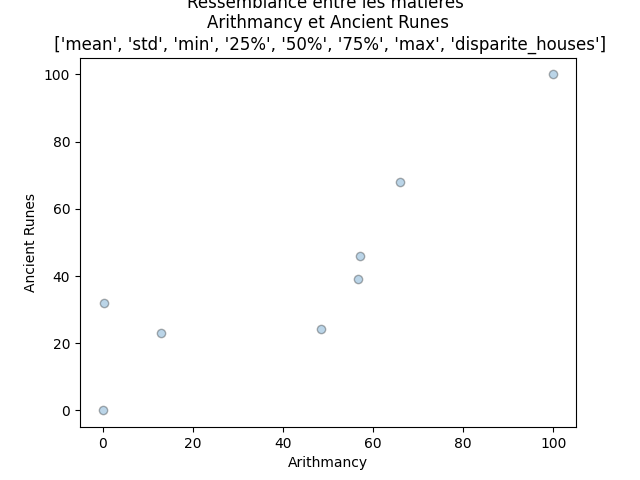 Ressemblance entre les matières
Arithmancy et Ancient Runes
['mean', 'std', 'min', '25%', '50%', '75%', 'max', 'disparite_houses']
100
80
60
40
20
0
Ancient Runes
0 20 40 60 80 100
Arithmancy